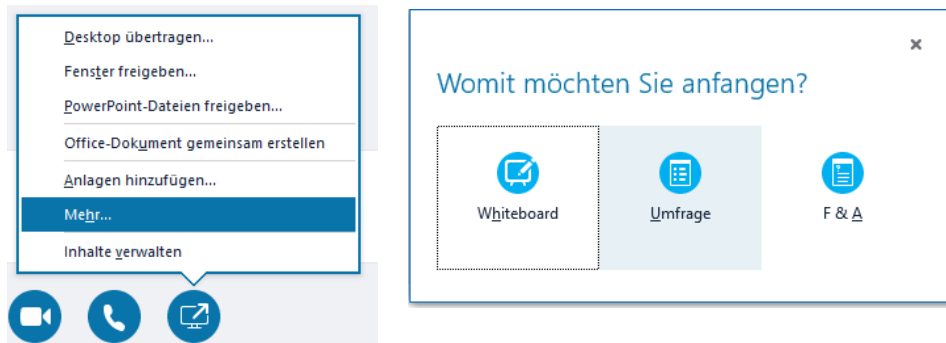 Desktop übertragen...
Fenster freigeben...
PowerPoint-Dateien freigeben...
Office-Dokument gemeinsam erstellen
Anlagen hinzufügen...
Mehr...
Inhalte verwalten
Womit möchten Sie anfangen?
Whiteboard
Umfrage
F & A